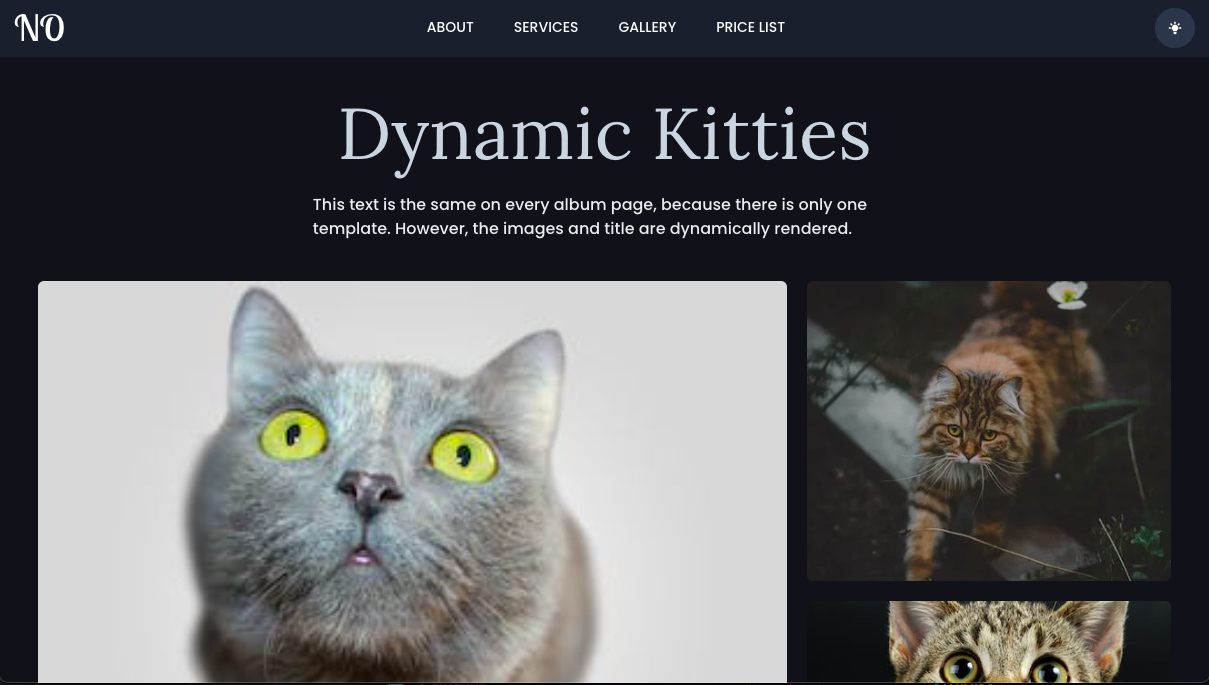 NO
ABOUT
SERVICES
GALLERY
PRICE LIST
Dynamic Kitties
This text is the same on every album page, because there is only one
template. However, the images and title are dynamically rendered.